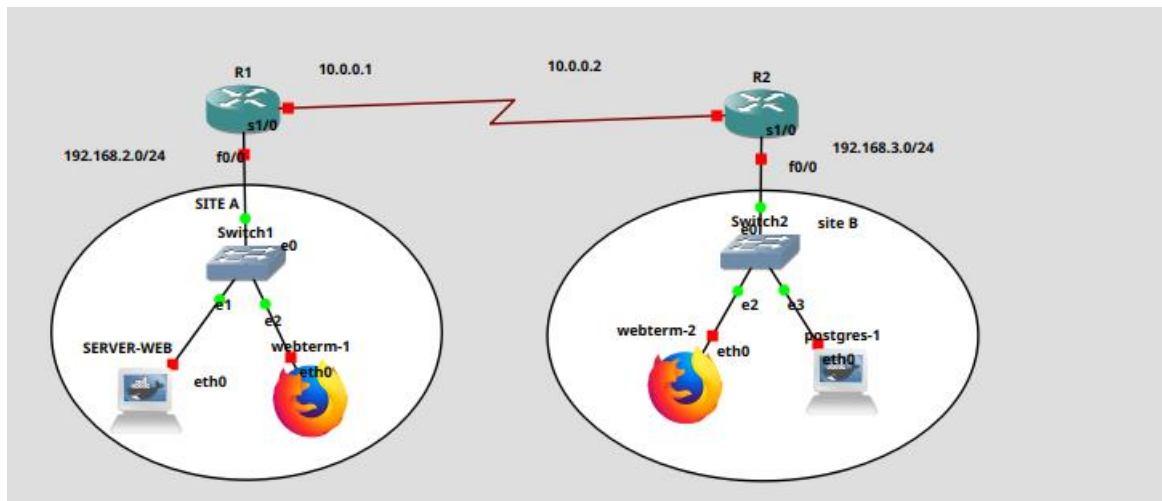 R1
10.0.0.1
10.0.0.2
R2
s1/0
s1/0
192.168.2.0/24
f0/0
192.168.3.0/24
f0/0
SITE A
Switch1
e0
Switch2
e0
site B
e1
e2
e2
e3
SERVER-WEB
eth0
webterm-1
eth0
webterm-2
eth0
postgres-1
eth0